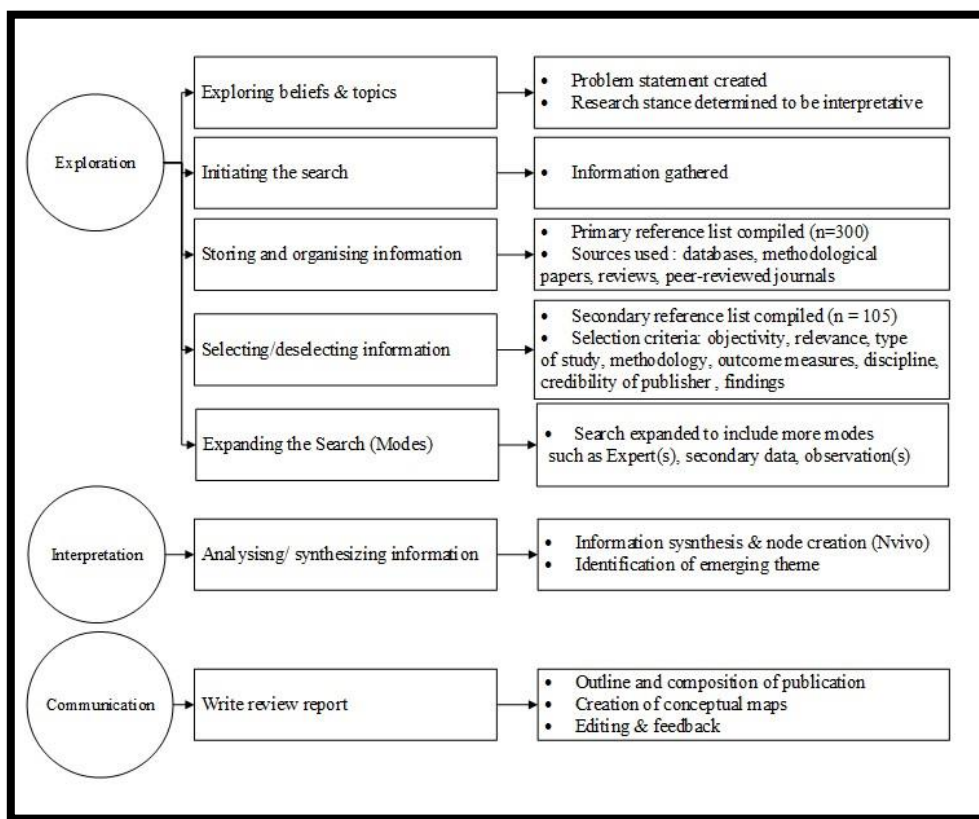 Exploration
Exploring beliefs & topics
• Problem statement created
• Research stance determined to be interpretative
Initiating the search
• Information gathered
Storing and organising information
• Primary reference list compiled (n=300)
• Sources used : databases, methodological
papers, reviews, peer-reviewed journals
Selecting/deselecting information
• Secondary reference list compiled (n = 105)
• Selection criteria: objectivity, relevance, type
of study, methodology, outcome measures, discipline,
credibility of publisher , findings
Expanding the Search (Modes)
• Search expanded to include more modes
such as Expert(s), secondary data, observation(s)
Interpretation
Analysisng/ synthesizing information
• Information sysnthesis & node creation (Nvivo)
• Identification of emerging theme
Communication
Write review report
• Outline and composition of publication
• Creation of conceptual maps
• Editing & feedback